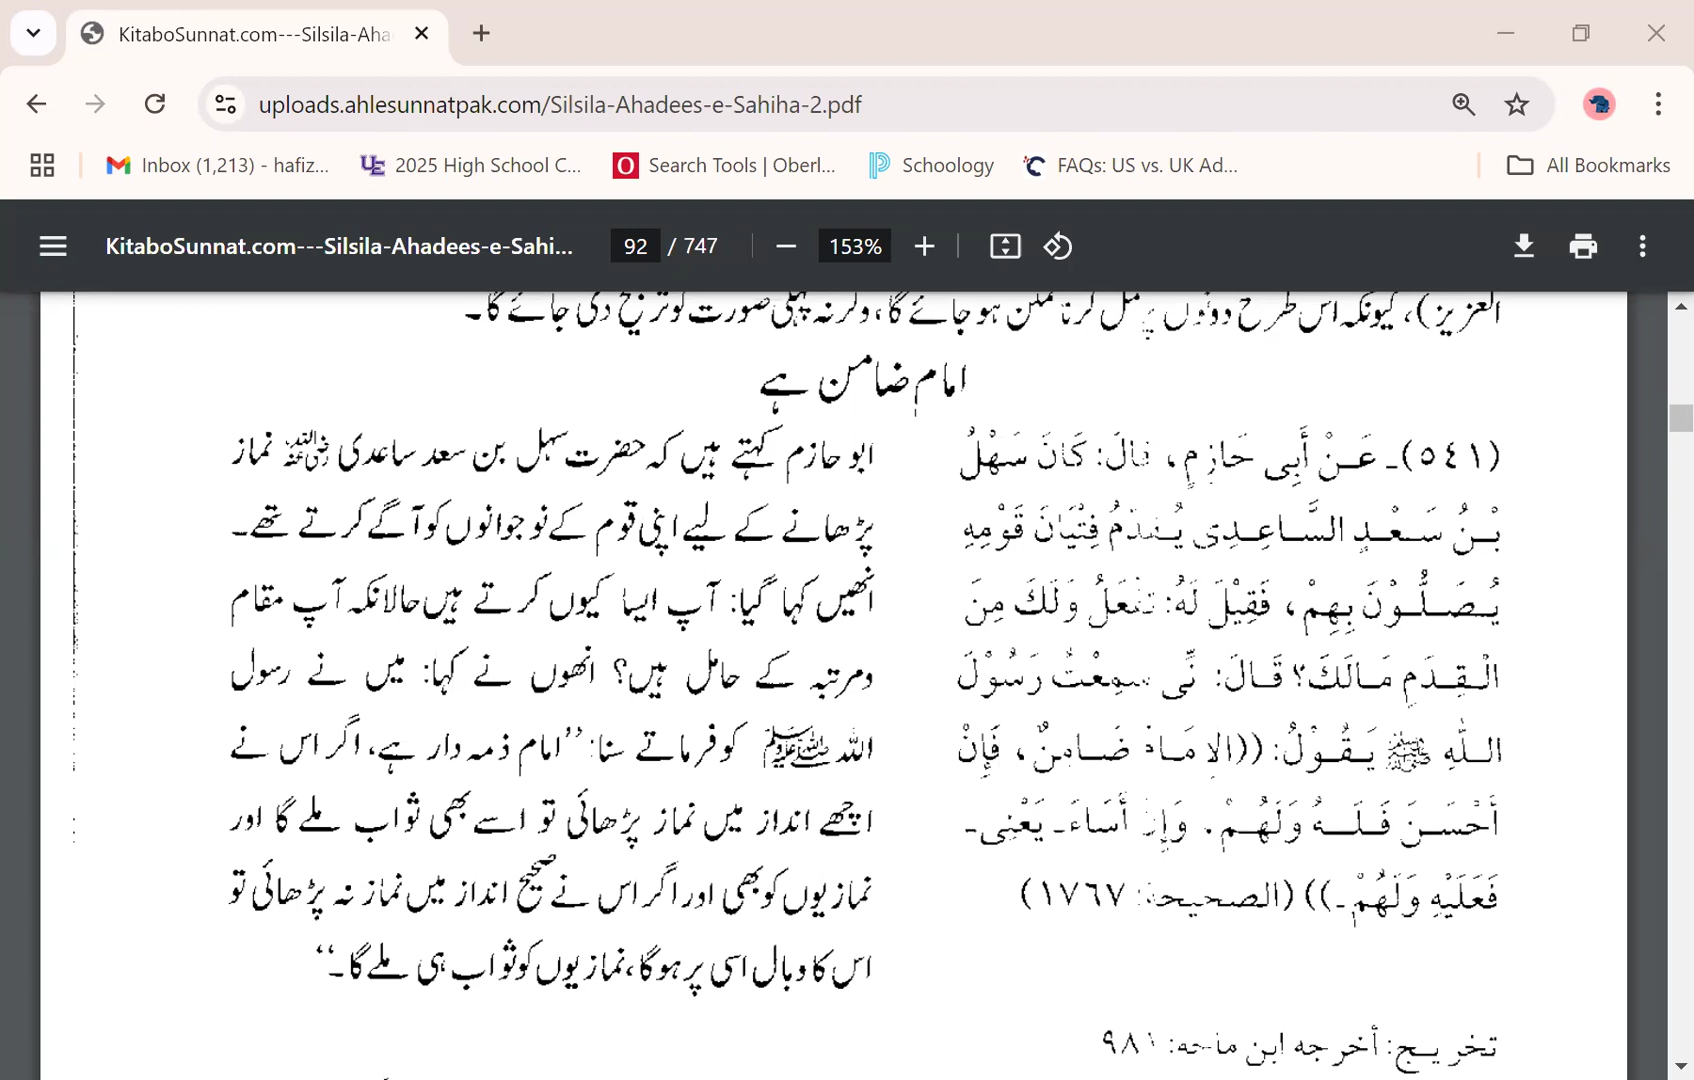 KitaboSunnat.com---Silsila-Aha
uploads.ahlesunnatpak.com/Silsila-Ahadees-e-Sahiha-2.pdf
Inbox (1,213) - hafiz... UE 2025 High School C... O Search Tools | Oberl... Schoology FAQs: US vs. UK Ad... All Bookmarks
KitaboSunnat.com---Silsila-Ahadees-e-Sahi... 92 / 747 − 153% +
العزیز)، کیونکہ اس طرح دونوں پر عمل کرنا ممکن ہو جائے گا، وگرنہ پہلی صورت کو ترجیح دی جائے گا۔
امام ضامن ہے
(٥٤١)۔ عَنْ أَبِی حَازِمٍ، قَالَ: كَانَ سَهْلُ
بْنُ سَعْدٍ السَّاعِدِی يُقَدِّمُ فِتْيَانَ قَوْمِهِ
يُصَلُّوْنَ بِهِمْ، فَقِيْلَ لَهُ: تَفْعَلُ وَلَكَ مِنَ
الْقِدَمِ مَالَكَ؟ قَالَ: نِّی سَمِعْتُ رَسُوْلَ
اللّٰهِ ﷺ يَقُوْلُ: ((الإِمَامُ ضَامِنٌ، فَإِنْ
أَحْسَنَ فَلَهُ وَلَهُمْ. وَإِنْ أَسَاءَ۔ يَعْنِی۔
فَعَلَيْهِ وَلَهُمْ۔)) (الصحيحة: ١٧٦٧)
ابو حازم کہتے ہیں کہ حضرت سہل بن سعد ساعدی رضی اللہ عنہ نماز
پڑھانے کے لیے اپنی قوم کے نوجوانوں کو آگے کرتے تھے۔
انھیں کہا گیا: آپ ایسا کیوں کرتے ہیں حالانکہ آپ مقام
ومرتبہ کے حامل ہیں؟ انھوں نے کہا: میں نے رسول
اللہ ﷺ کو فرماتے سنا: ’’امام ذمہ دار ہے، اگر اس نے
اچھے انداز میں نماز پڑھائی تو اسے بھی ثواب ملے گا اور
نمازیوں کو بھی اور اگر اس نے صحیح انداز میں نماز نہ پڑھائی تو
اس کا وبال اسی پر ہوگا، نمازیوں کو ثواب ہی ملے گا۔‘‘
تخریج: أخرجه ابن ماجه: ٩٨١